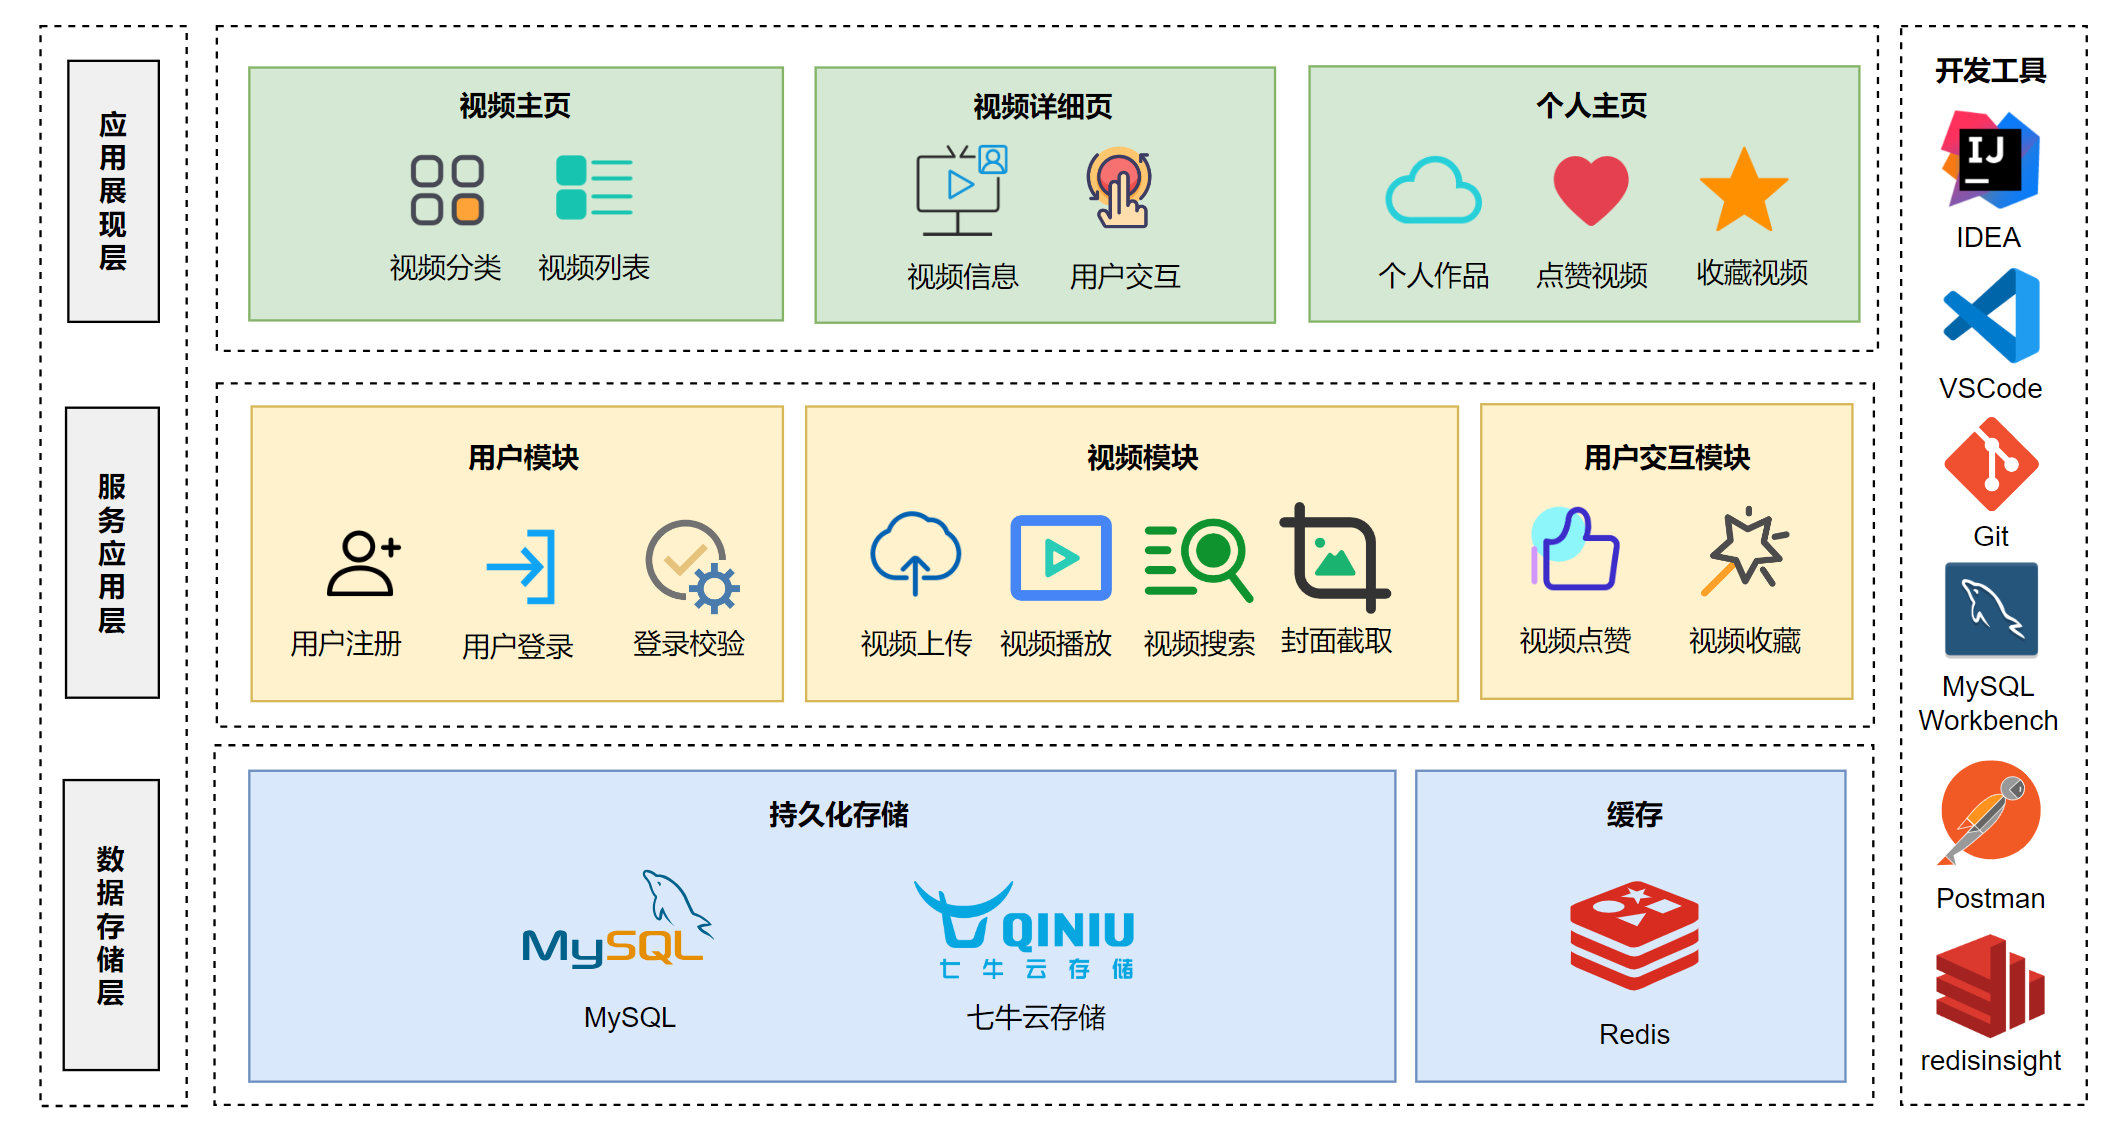 应用展现层
视频主页
视频分类
视频列表
视频详细页
视频信息
用户交互
个人主页
个人作品
点赞视频
收藏视频
服务应用层
用户模块
用户注册
用户登录
登录校验
视频模块
视频上传
视频播放
视频搜索
封面截取
用户交互模块
视频点赞
视频收藏
数据存储层
持久化存储
MySQL
MySQL
QINIU
七牛云存储
七牛云存储
缓存
Redis
开发工具
IJ
IDEA
VSCode
Git
MySQL
Workbench
Postman
redisinsight